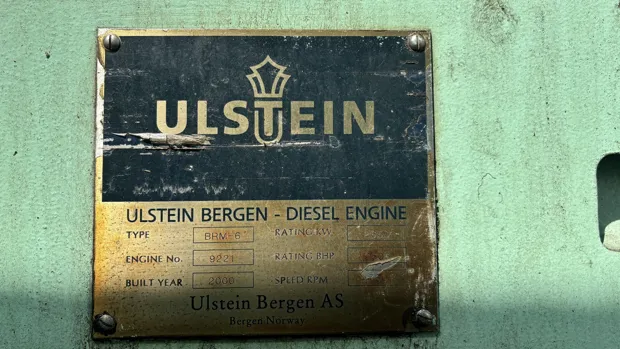 ULSTEIN
ULSTEIN BERGEN - DIESEL ENGINE
TYPE BRM-6 RATING KW
ENGINE No. 9221 RATING BHP
BUILT YEAR 2000 SPEED RPM
Ulstein Bergen AS
Bergen Norway